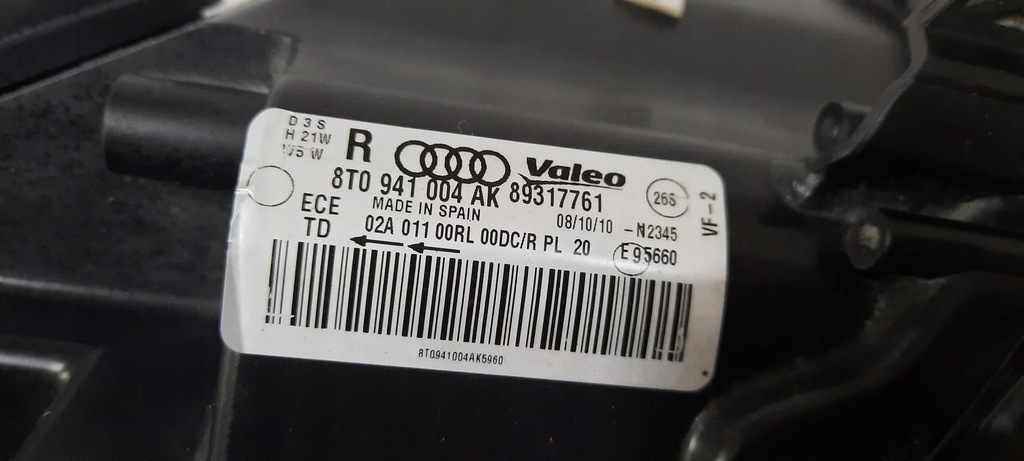 D 3 S
H 21W
W5 W
R
Valeo
8T0 941 004 AK 89317761
26S
VF-2
ECE
MADE IN SPAIN
08/10/10 -N2345
TD
02A 011 00RL 00DC/R PL 20
E9 5660
8T0941004AK5960